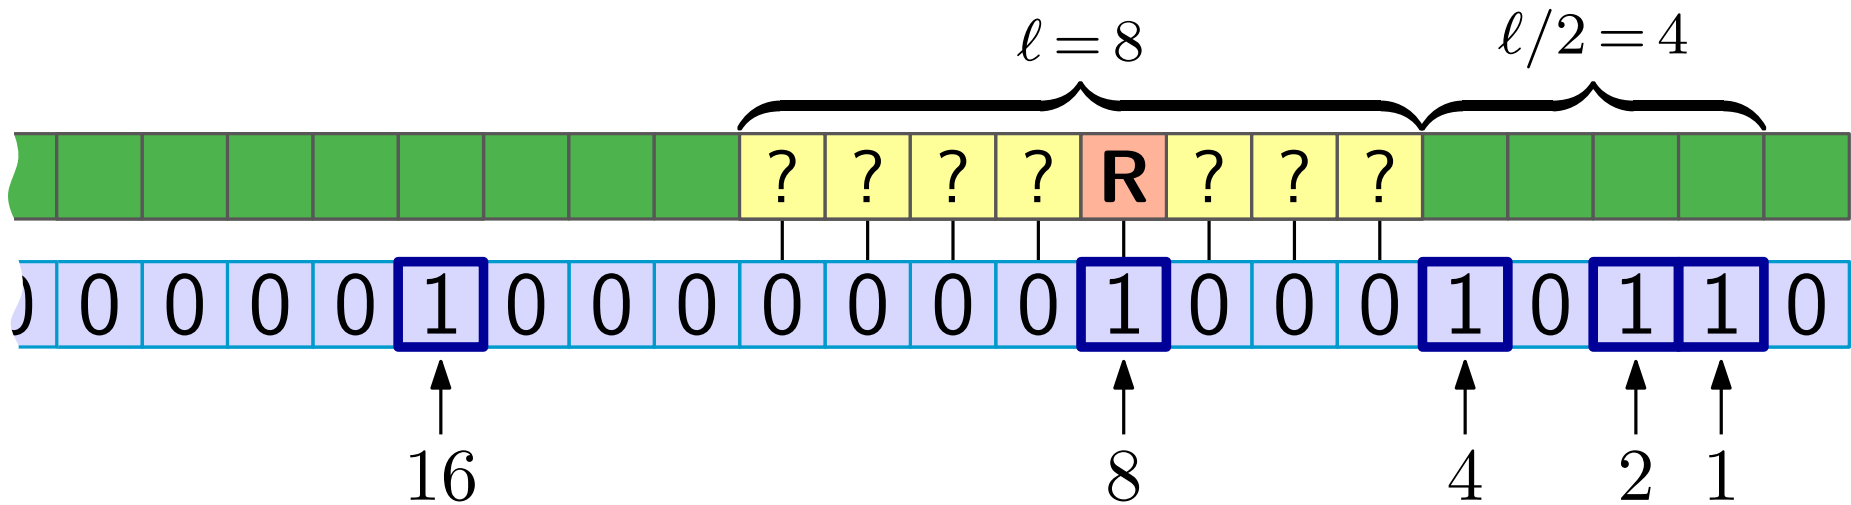 ℓ = 8 ℓ/2 = 4
? ? ? ? R ? ? ?
0 0 0 0 0 1 0 0 0 0 0 0 0 1 0 0 0 1 0 1 1 0
16 8 4 2 1